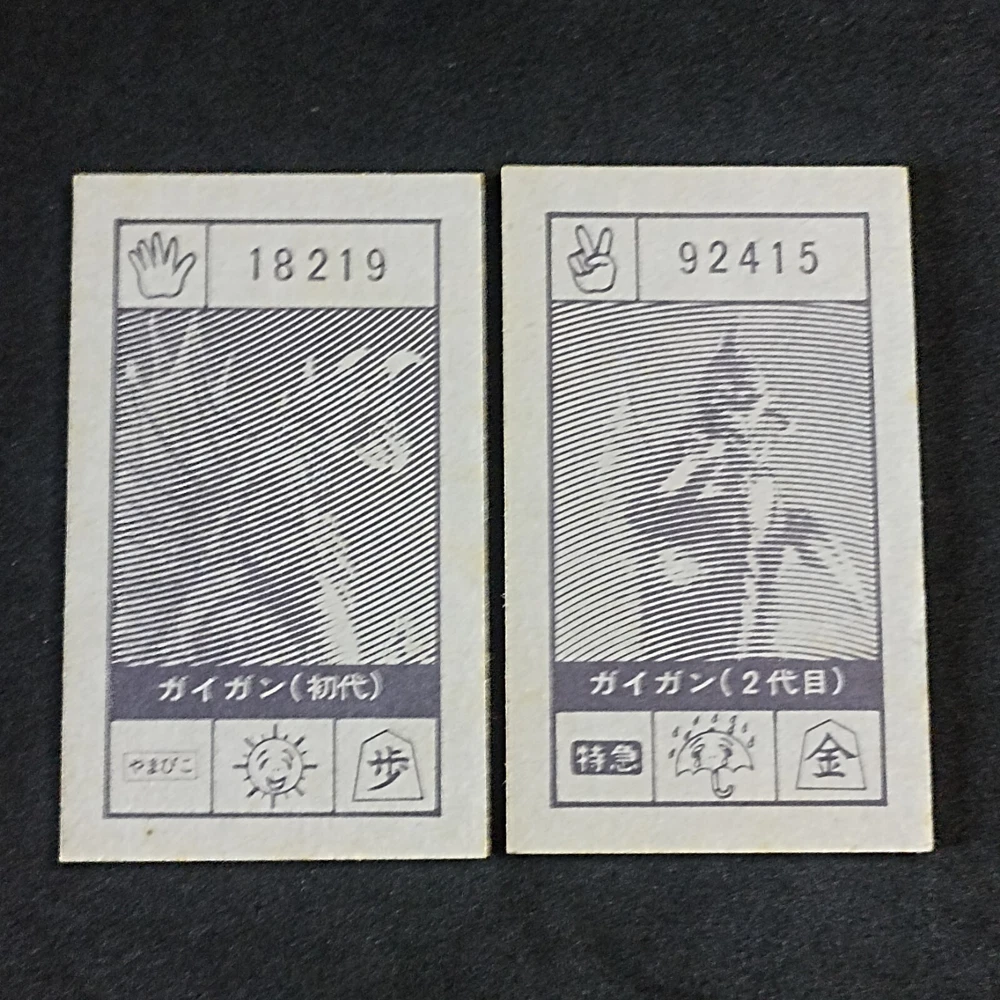 18219
ガイガン(初代)
やまびこ
歩
92415
ガイガン(2代目)
特急
金